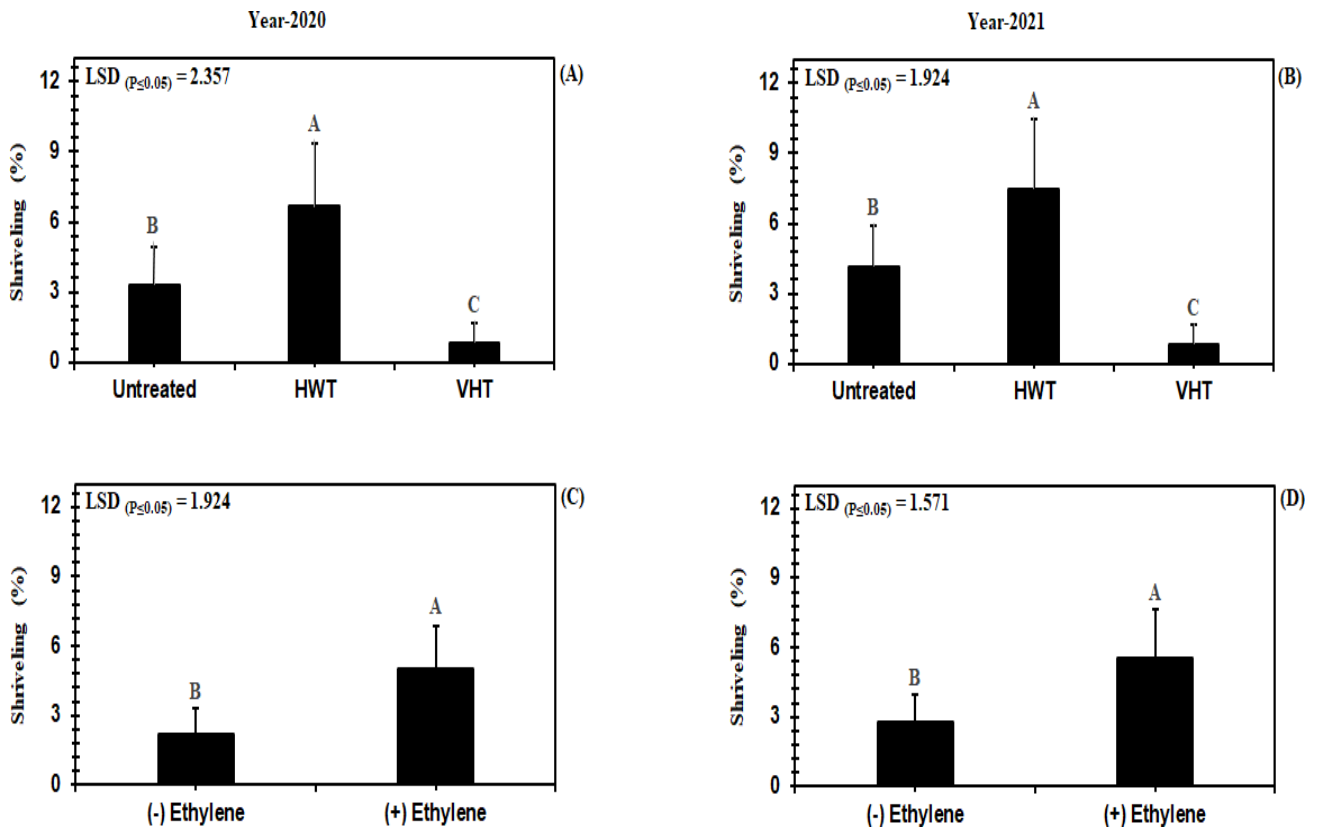 Year-2020
Year-2021
LSD (P≤0.05) = 2.357
(A)
Shriveling (%)
12
9
6
3
0
B
A
C
Untreated HWT VHT
LSD (P≤0.05) = 1.924
(B)
Shriveling (%)
12
9
6
3
0
B
A
C
Untreated HWT VHT
LSD (P≤0.05) = 1.924
(C)
Shriveling (%)
12
9
6
3
0
B
A
(-) Ethylene (+) Ethylene
LSD (P≤0.05) = 1.571
(D)
Shriveling (%)
12
9
6
3
0
B
A
(-) Ethylene (+) Ethylene